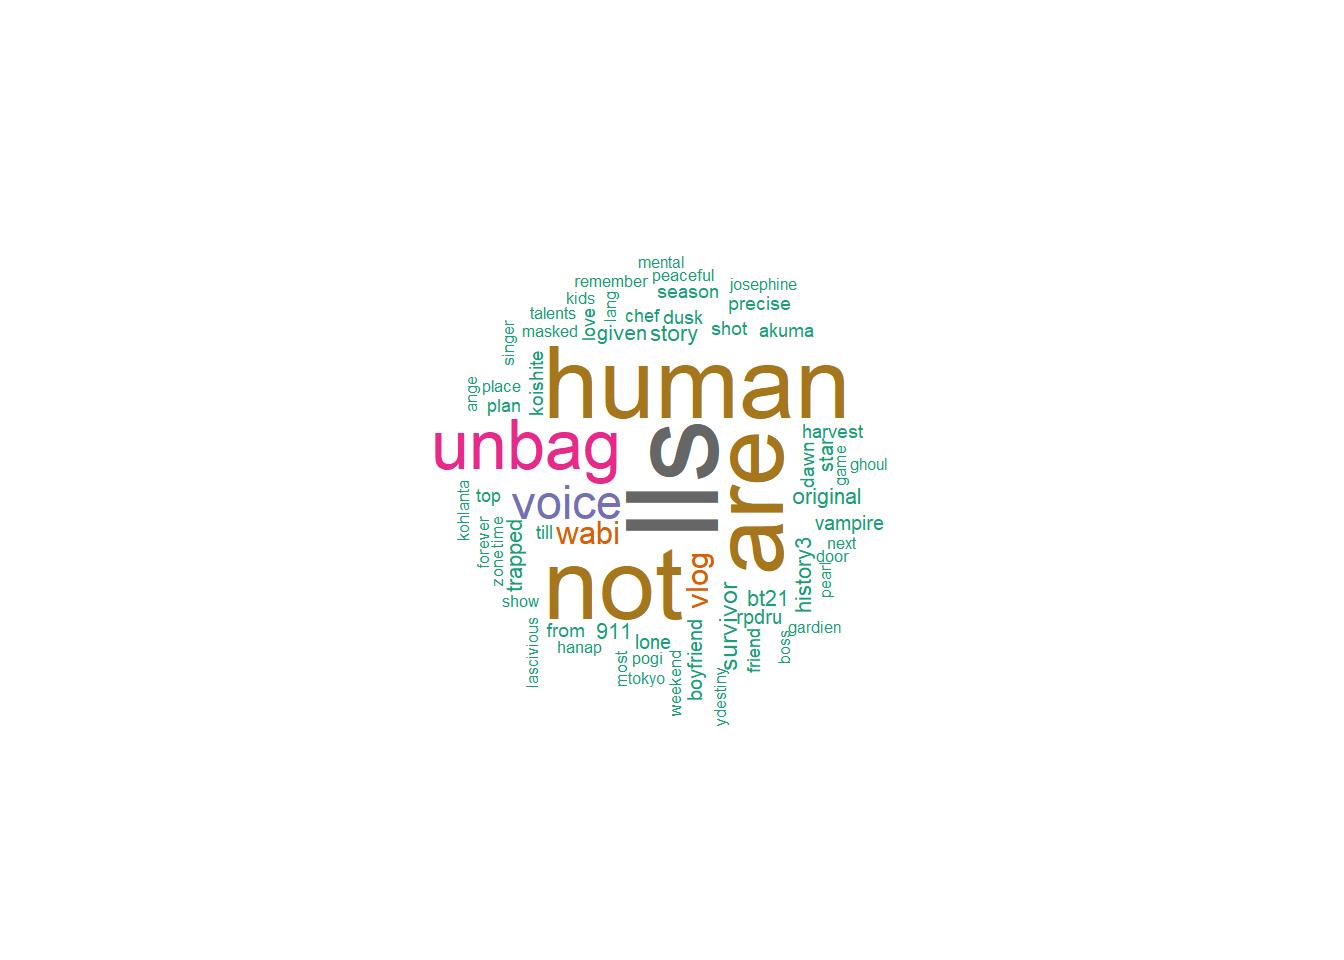 mental
remember
peaceful
josephine
kids
lang
season
precise
talents
love
chef
dusk
masked
given
story
shot
akuma
singer
koishite
human
ange
place
plan
unbag
lls
are
harvest
dawn
star
game
ghoul
kohlanta
top
voice
original
forever
zonetime
trapped
till
wabi
vampire
next
door
pearl
history3
not
vlog
show
survivor
bt21
rpdru
gardien
from
911
lone
boyfriend
friend
boss
hanap
lascivious
most
pogi
tokyo
weekend
ydestiny